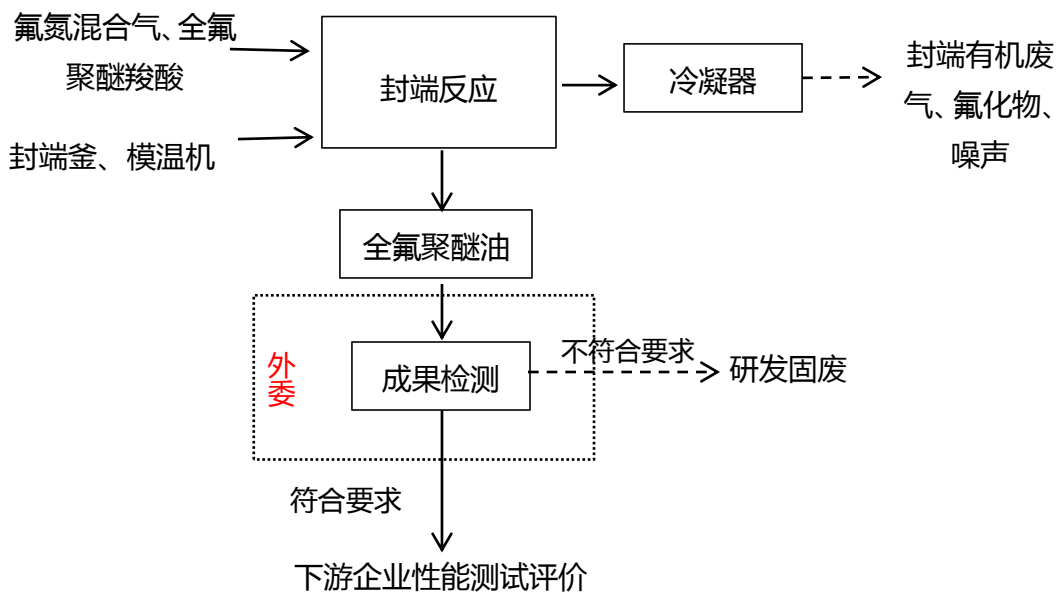 氟氮混合气、全氟
聚醚羧酸
封端反应
冷凝器
封端有机废
气、氟化物、
噪声
封端釜、模温机
全氟聚醚油
外
委
成果检测
不符合要求
研发固废
符合要求
下游企业性能测试评价